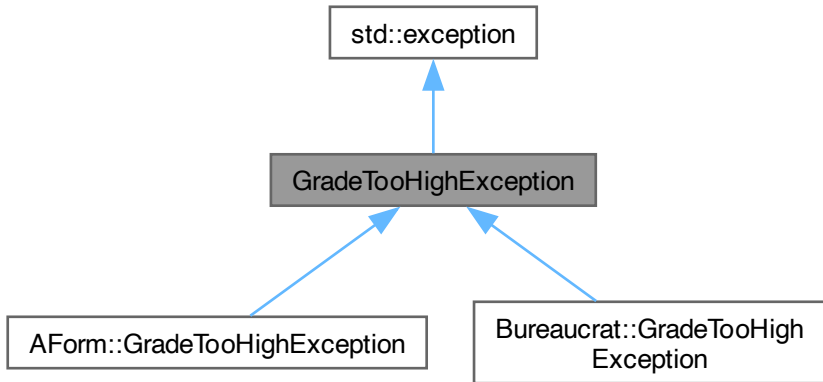 std::exception
GradeTooHighException
AForm::GradeTooHighException
Bureaucrat::GradeTooHigh
Exception